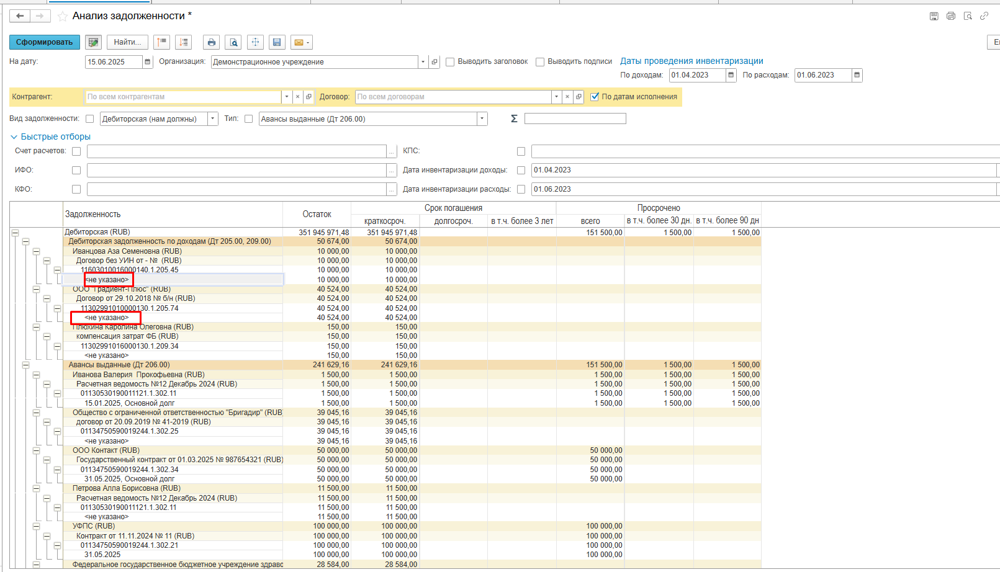 Анализ задолженности *
Сформировать Найти...
На дату: 15.06.2025 Организация: Демонстрационное учреждение Выводить заголовок Выводить подписи Даты проведения инвентаризации
По доходам: 01.04.2023 По расходам: 01.06.2023
Контрагент: По всем контрагентам Договор: По всем договорам По датам исполнения
Вид задолженности: Дебиторская (нам должны) Тип: Авансы выданные (Дт 206.00) Σ
Быстрые отборы
Счет расчетов: ... КПС:
ИФО: ... Дата инвентаризации доходы: 01.04.2023
КФО: ... Дата инвентаризации расходы: 01.06.2023
Задолженность Остаток Срок погашения Просрочено
краткосроч. долгосроч. в т.ч. более 3 лет всего в т.ч. более 30 дн. в т.ч. более 90 дн
Дебиторская (RUB) 351 945 971,48 351 945 971,48 151 500,00 1 500,00 1 500,00
Дебиторская задолженность по доходам (Дт 205.00, 209.00) 50 674,00 50 674,00
Иванцова Аза Семеновна (RUB) 10 000,00 10 000,00
Договор без УИН от - № (RUB) 10 000,00 10 000,00
11603010016000140.1.205.45 10 000,00 10 000,00
<не указано> 10 000,00 10 000,00
ООО "Градиент-Плюс" (RUB) 40 524,00 40 524,00
Договор от 29.10.2018 № б/н (RUB) 40 524,00 40 524,00
11302991010000130.1.205.74 40 524,00 40 524,00
<не указано> 40 524,00 40 524,00
Плюхина Каролина Олеговна (RUB) 150,00 150,00
компенсация затрат ФБ (RUB) 150,00 150,00
11302991016000130.1.209.34 150,00 150,00
<не указано> 150,00 150,00
Авансы выданные (Дт 206.00) 241 629,16 241 629,16 151 500,00 1 500,00 1 500,00
Иванова Валерия Прокофьевна (RUB) 1 500,00 1 500,00 1 500,00 1 500,00 1 500,00
Расчетная ведомость №12 Декабрь 2024 (RUB) 1 500,00 1 500,00 1 500,00 1 500,00 1 500,00
01130530190011121.1.302.11 1 500,00 1 500,00 1 500,00 1 500,00 1 500,00
15.01.2025, Основной долг 1 500,00 1 500,00 1 500,00 1 500,00 1 500,00
Общество с ограниченной ответственностью "Бригадир" (RUB 39 045,16 39 045,16
договор от 20.09.2019 № 41-2019 (RUB) 39 045,16 39 045,16
01134750590019244.1.302.25 39 045,16 39 045,16
<не указано> 39 045,16 39 045,16
ООО Контакт (RUB) 50 000,00 50 000,00 50 000,00
Государственный контракт от 01.03.2025 № 987654321 (RUB) 50 000,00 50 000,00 50 000,00
01134750590019244.1.302.34 50 000,00 50 000,00 50 000,00
31.05.2025, Основной долг 50 000,00 50 000,00 50 000,00
Петрова Алла Борисовна (RUB) 11 500,00 11 500,00
Расчетная ведомость №12 Декабрь 2024 (RUB) 11 500,00 11 500,00
01130530190011121.1.302.11 11 500,00 11 500,00
<не указано> 11 500,00 11 500,00
УФПС (RUB) 100 000,00 100 000,00 100 000,00
Контракт от 11.11.2024 № 11 (RUB) 100 000,00 100 000,00 100 000,00
01134750590019244.1.302.21 100 000,00 100 000,00 100 000,00
31.05.2025 100 000,00 100 000,00 100 000,00
Федеральное государственное бюджетное учреждение здраво 28 584,00 28 584,00